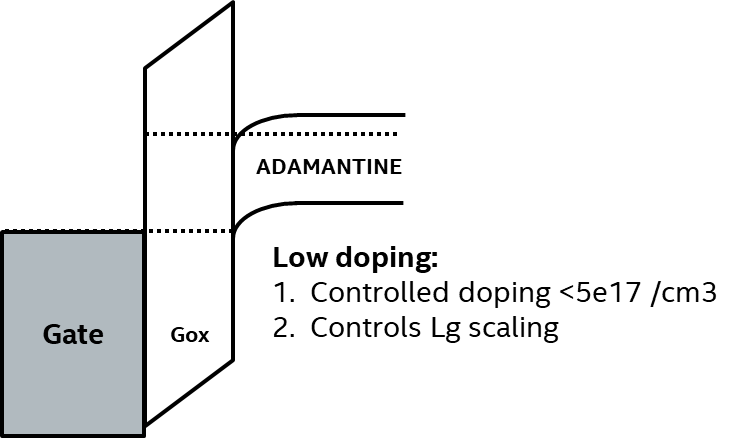 ADAMANTINE
Low doping:
1. Controlled doping <5e17 /cm3
2. Controls Lg scaling
Gate
Gox